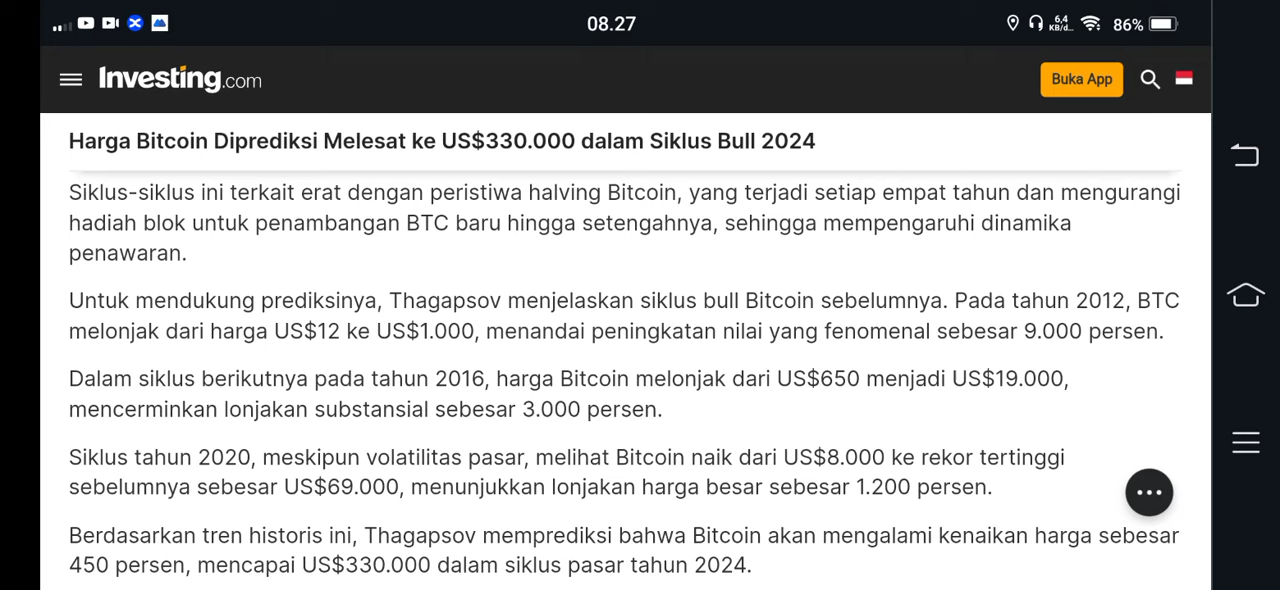 08.27
6,4
KB/d...
86%
Investing.com
Buka App
Harga Bitcoin Diprediksi Melesat ke US$330.000 dalam Siklus Bull 2024
Siklus-siklus ini terkait erat dengan peristiwa halving Bitcoin, yang terjadi setiap empat tahun dan mengurangi
hadiah blok untuk penambangan BTC baru hingga setengahnya, sehingga mempengaruhi dinamika
penawaran.
Untuk mendukung prediksinya, Thagapsov menjelaskan siklus bull Bitcoin sebelumnya. Pada tahun 2012, BTC
melonjak dari harga US$12 ke US$1.000, menandai peningkatan nilai yang fenomenal sebesar 9.000 persen.
Dalam siklus berikutnya pada tahun 2016, harga Bitcoin melonjak dari US$650 menjadi US$19.000,
mencerminkan lonjakan substansial sebesar 3.000 persen.
Siklus tahun 2020, meskipun volatilitas pasar, melihat Bitcoin naik dari US$8.000 ke rekor tertinggi
sebelumnya sebesar US$69.000, menunjukkan lonjakan harga besar sebesar 1.200 persen.
Berdasarkan tren historis ini, Thagapsov memprediksi bahwa Bitcoin akan mengalami kenaikan harga sebesar
450 persen, mencapai US$330.000 dalam siklus pasar tahun 2024.